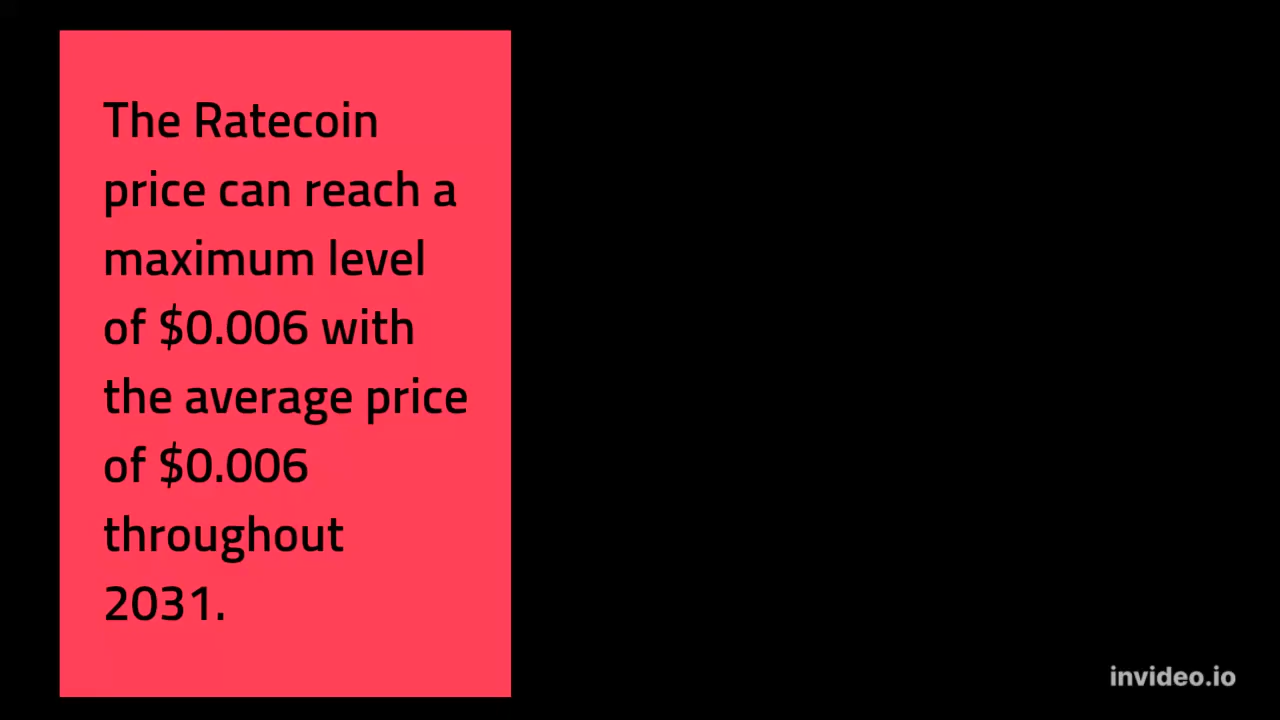 The Ratecoin
price can reach a
maximum level
of $0.006 with
the average price
of $0.006
throughout
2031.
invideo.io